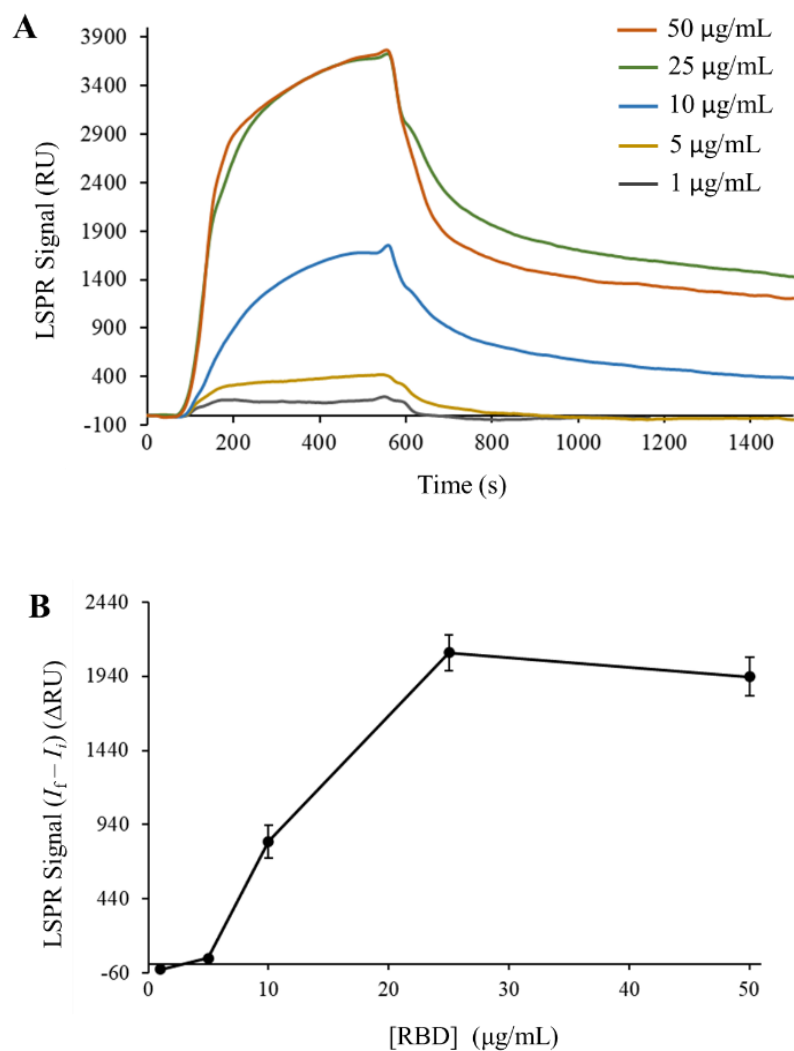 A
3900
3400
2900
2400
1900
1400
900
400
-100
LSPR Signal (RU)
50 µg/mL
25 µg/mL
10 µg/mL
5 µg/mL
1 µg/mL
0
200
400
600
800
1000
1200
1400
Time (s)
B
2440
1940
1440
940
440
-60
LSPR Signal (If – Ii) (ΔRU)
0
10
20
30
40
50
[RBD] (µg/mL)